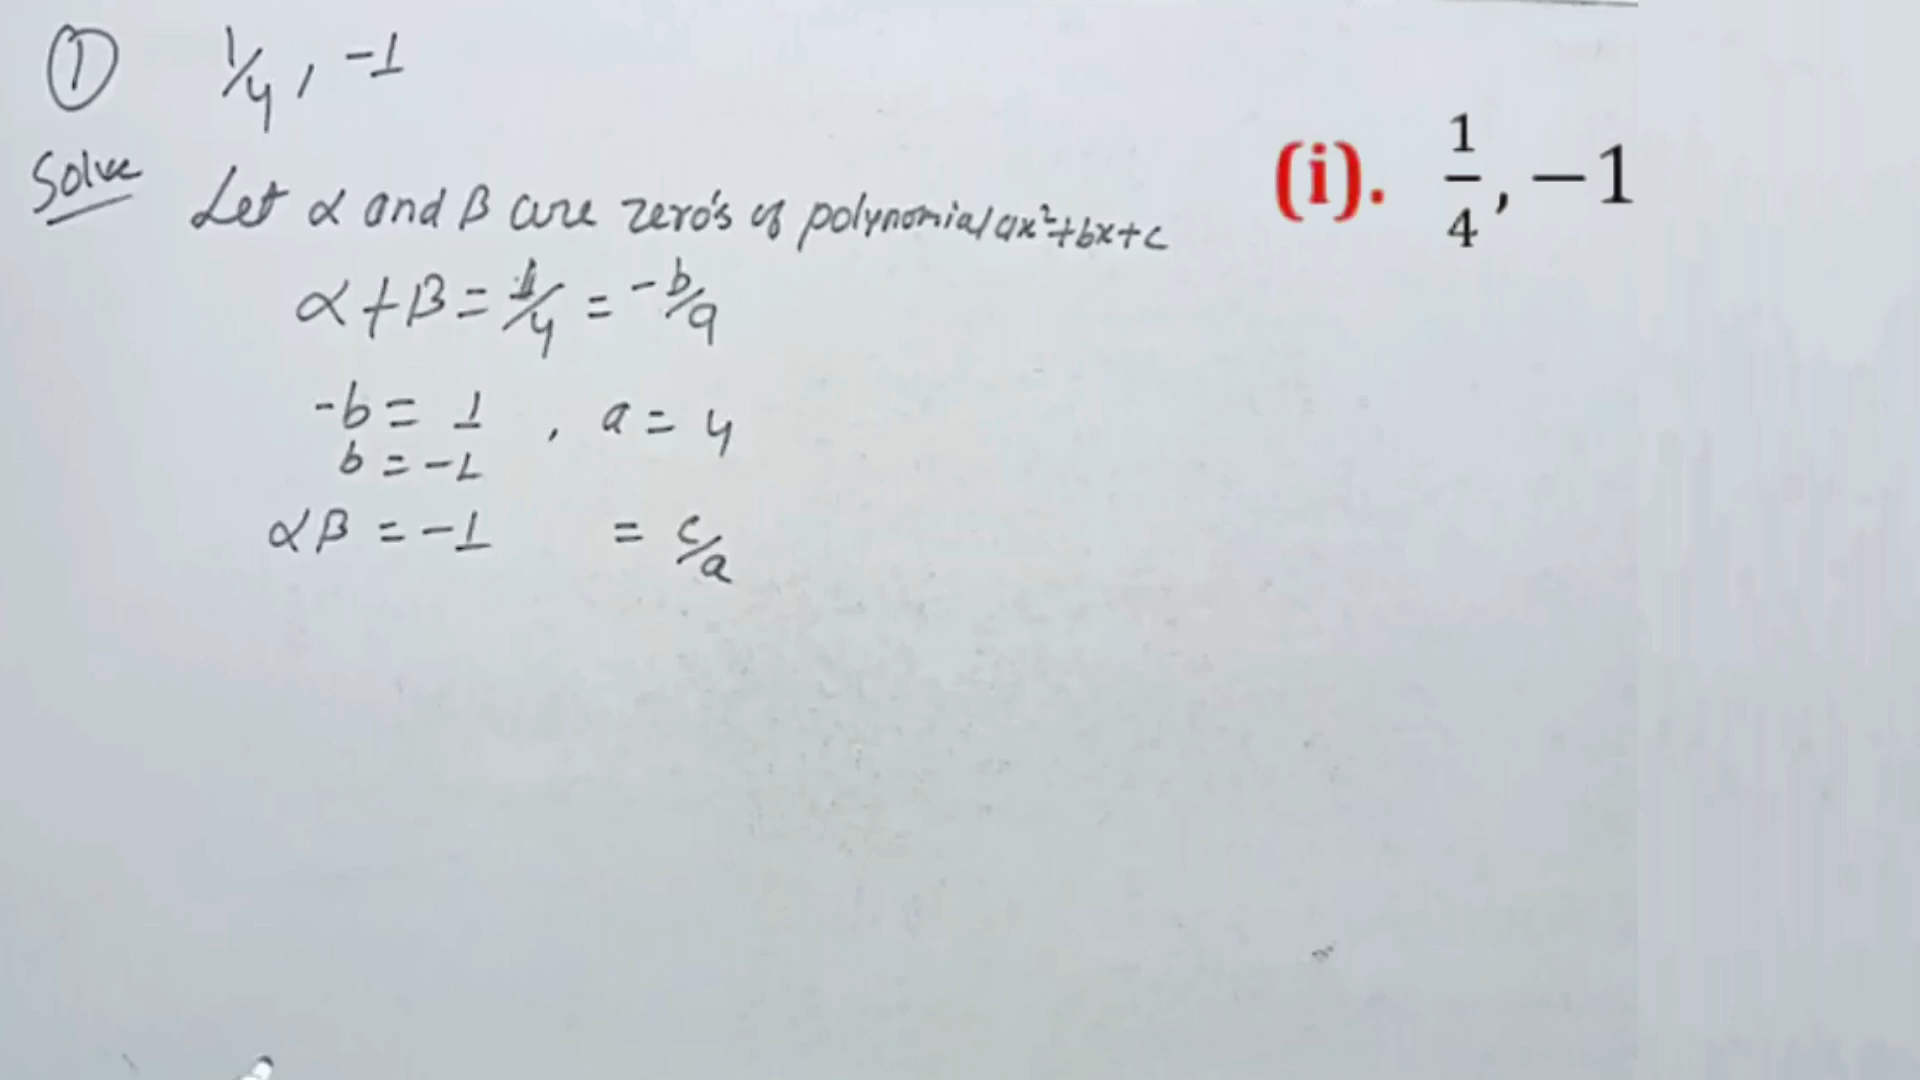 ① 1/4, -1
(i). 1/4, −1
Solve
Let α and β are zero's of polynomial ax²+bx+c
α+β = 1/4 = -b/a
-b = 1 , a = 4
b = -1
αβ = -1 = c/a